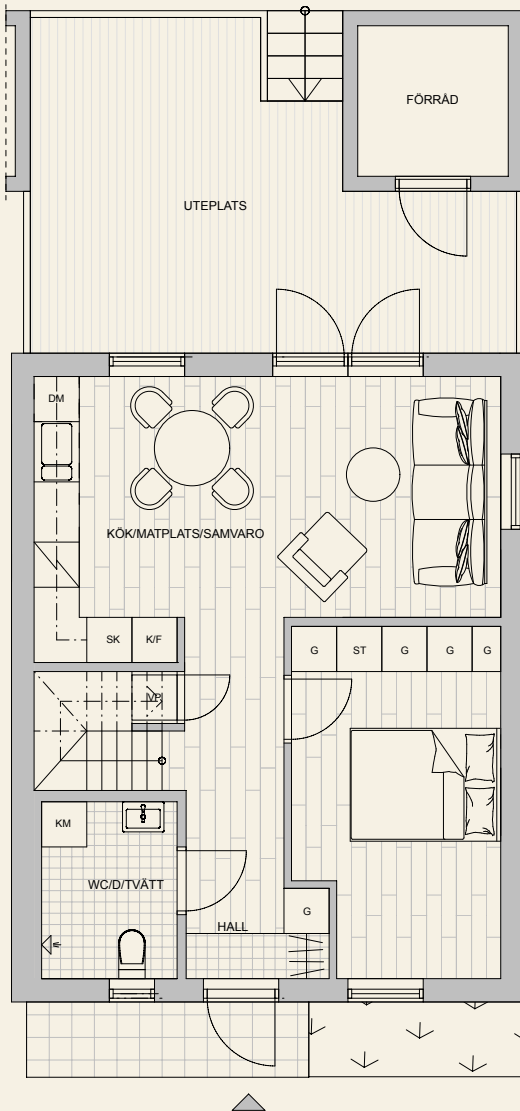 FÖRRÅD
UTEPLATS
DM
KÖK/MATPLATS/SAMVARO
SK K/F
G ST G G G
VP
KM
WC/D/TVÄTT
G
HALL